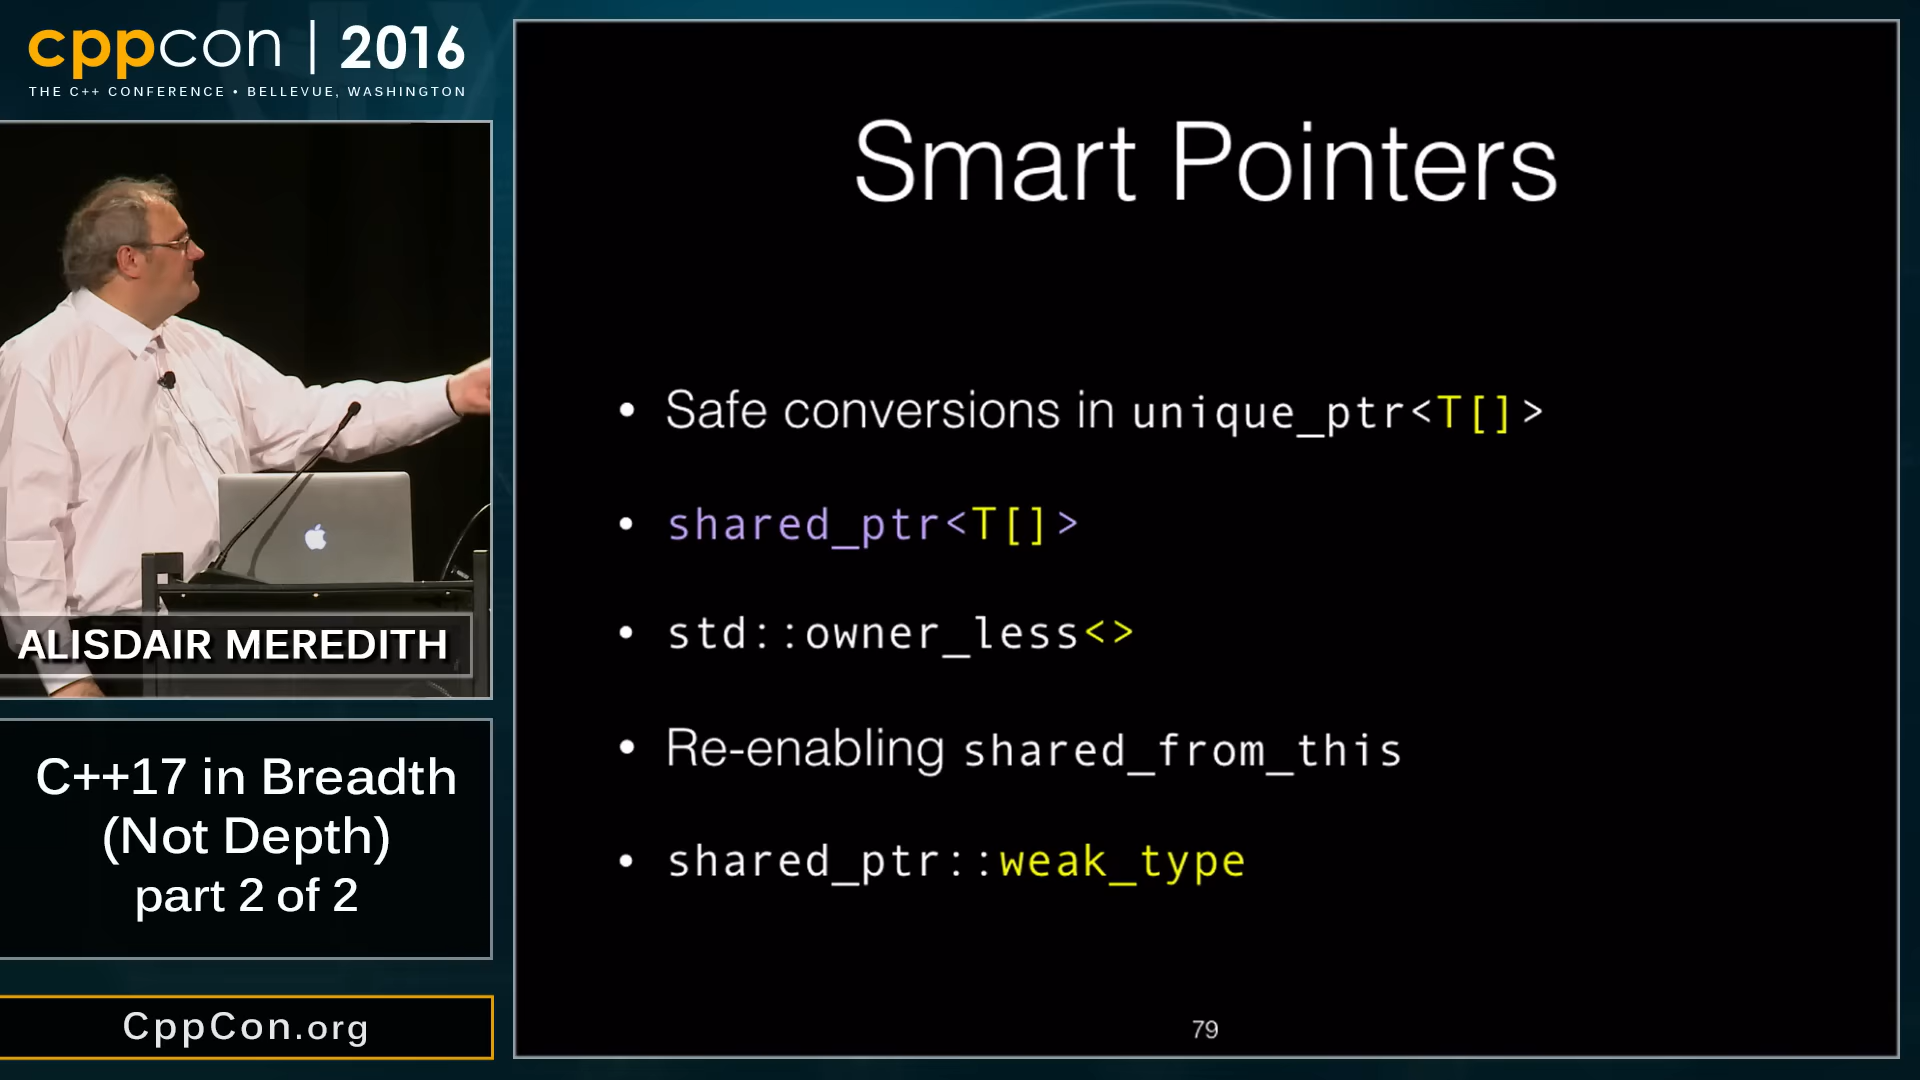 cppcon | 2016
THE C++ CONFERENCE • BELLEVUE, WASHINGTON
ALISDAIR MEREDITH
C++17 in Breadth
(Not Depth)
part 2 of 2
CppCon.org
Smart Pointers
• Safe conversions in unique_ptr<T[]>
• shared_ptr<T[]>
• std::owner_less<>
• Re-enabling shared_from_this
• shared_ptr::weak_type
79